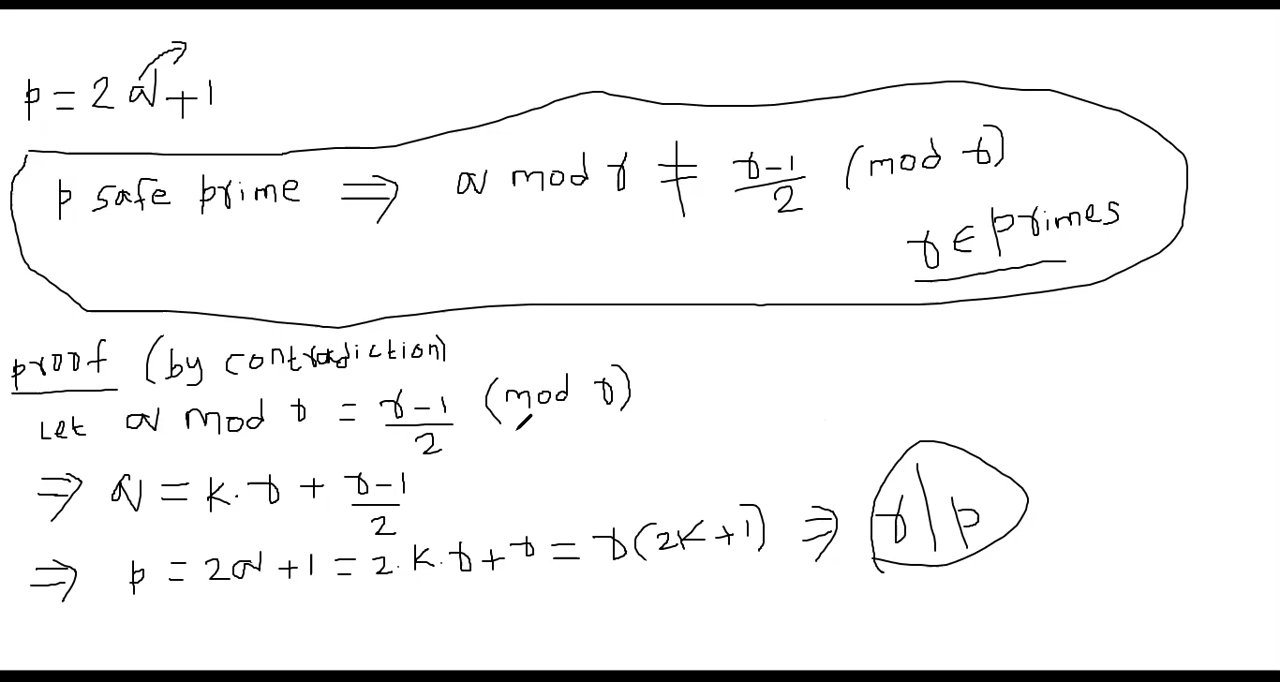 p = 2q+1
p safe prime ⇒ q mod r ≠ (r-1)/2 (mod r)
r ∈ primes
proof (by contradiction)
Let q mod r = (r-1)/2 (mod r)
⇒ q = k.r + (r-1)/2
⇒ p = 2q+1 = 2.k.r+r = r(2k+1) ⇒ r|p